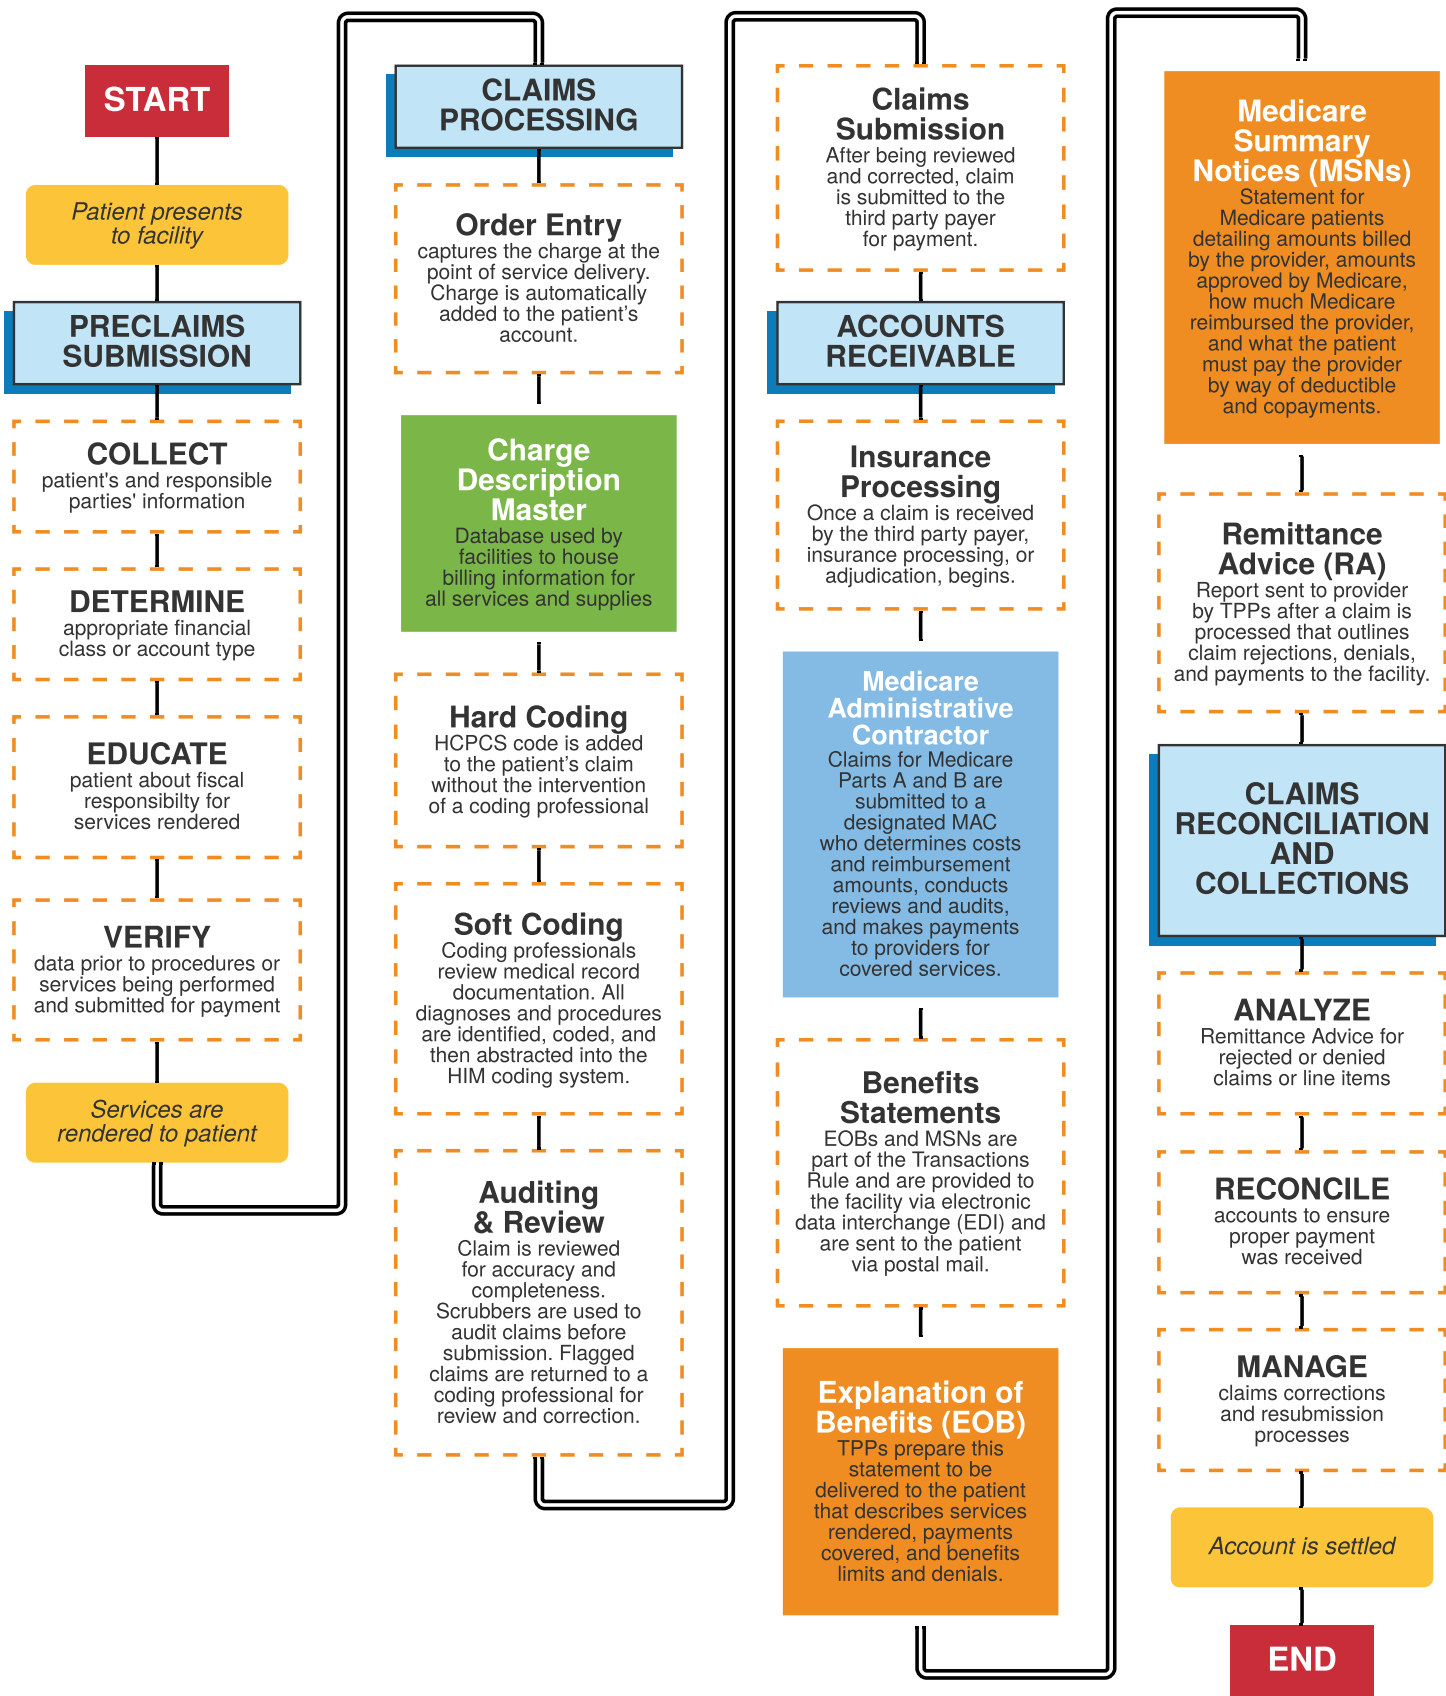 START
Patient presents
to facility
PRECLAIMS
SUBMISSION
COLLECT
patient's and responsible
parties' information
DETERMINE
appropriate financial
class or account type
EDUCATE
patient about fiscal
responsibilty for
services rendered
VERIFY
data prior to procedures or
services being performed
and submitted for payment
Services are
rendered to patient
CLAIMS
PROCESSING
Order Entry
captures the charge at the
point of service delivery.
Charge is automatically
added to the patient's
account.
Charge
Description
Master
Database used by
facilities to house
billing information for
all services and supplies
Hard Coding
HCPCS code is added
to the patient's claim
without the intervention
of a coding professional
Soft Coding
Coding professionals
review medical record
documentation. All
diagnoses and procedures
are identified, coded, and
then abstracted into the
HIM coding system.
Auditing
& Review
Claim is reviewed
for accuracy and
completeness.
Scrubbers are used to
audit claims before
submission. Flagged
claims are returned to a
coding professional for
review and correction.
Claims
Submission
After being reviewed
and corrected, claim
is submitted to the
third party payer
for payment.
ACCOUNTS
RECEIVABLE
Insurance
Processing
Once a claim is received
by the third party payer,
insurance processing, or
adjudication, begins.
Medicare
Administrative
Contractor
Claims for Medicare
Parts A and B are
submitted to a
designated MAC
who determines costs
and reimbursement
amounts, conducts
reviews and audits,
and makes payments
to providers for
covered services.
Benefits
Statements
EOBs and MSNs are
part of the Transactions
Rule and are provided to
the facility via electronic
data interchange (EDI) and
are sent to the patient
via postal mail.
Explanation of
Benefits (EOB)
TPPs prepare this
statement to be
delivered to the patient
that describes services
rendered, payments
covered, and benefits
limits and denials.
Medicare
Summary
Notices (MSNs)
Statement for
Medicare patients
detailing amounts billed
by the provider, amounts
approved by Medicare,
how much Medicare
reimbursed the provider,
and what the patient
must pay the provider
by way of deductible
and copayments.
Remittance
Advice (RA)
Report sent to provider
by TPPs after a claim is
processed that outlines
claim rejections, denials,
and payments to the facility.
CLAIMS
RECONCILIATION
AND
COLLECTIONS
ANALYZE
Remittance Advice for
rejected or denied
claims or line items
RECONCILE
accounts to ensure
proper payment
was received
MANAGE
claims corrections
and resubmission
processes
Account is settled
END